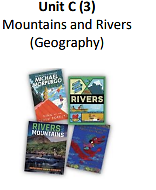 Unit C (3)
Mountains and Rivers
(Geography)
MICHAEL
MORPURGO
RIVERS
RIVERS
MOUNTAINS